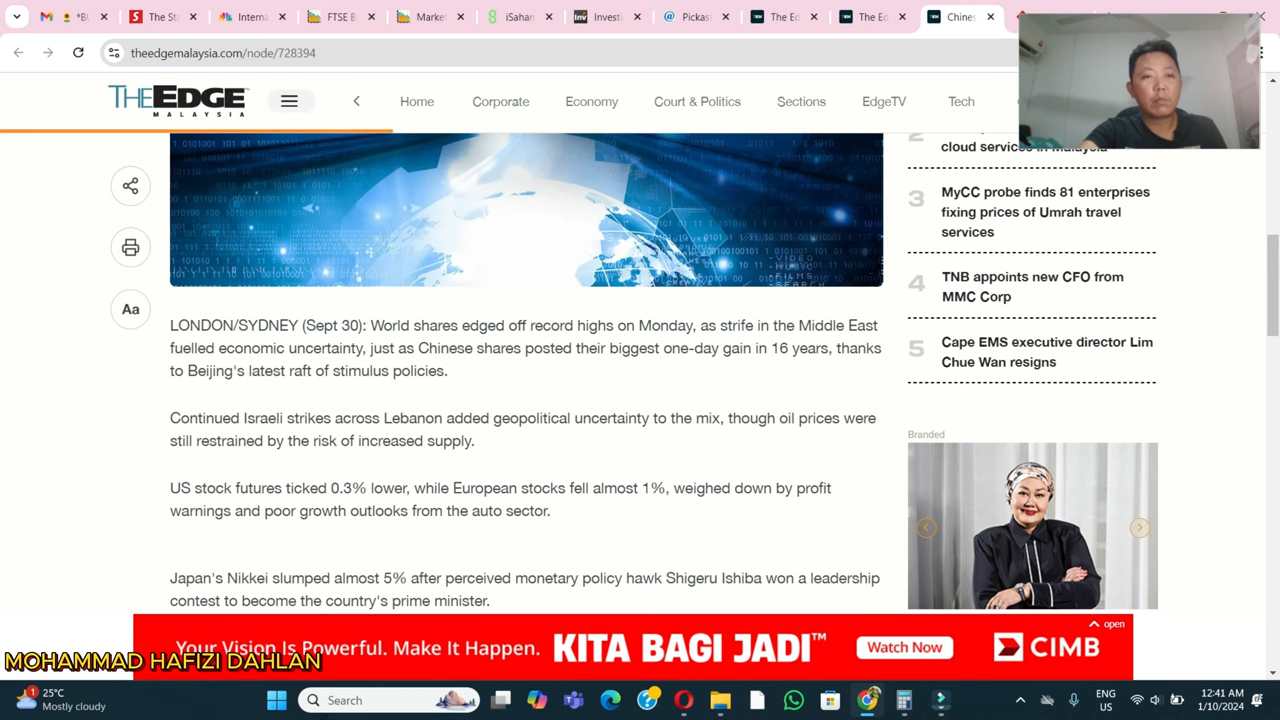 *BU
The St
Interna
FTSE B
Market
iSahan
Investi
Pickas
The Ed
The Ed
Chines
theedgemalaysia.com/node/728394
THE EDGE
MALAYSIA
Home
Corporate
Economy
Court & Politics
Sections
EdgeTV
Tech
2
cloud services in Malaysia
3
MyCC probe finds 81 enterprises
fixing prices of Umrah travel
services
4
TNB appoints new CFO from
MMC Corp
5
Cape EMS executive director Lim
Chue Wan resigns
Branded
Aa
LONDON/SYDNEY (Sept 30): World shares edged off record highs on Monday, as strife in the Middle East
fuelled economic uncertainty, just as Chinese shares posted their biggest one-day gain in 16 years, thanks
to Beijing's latest raft of stimulus policies.
Continued Israeli strikes across Lebanon added geopolitical uncertainty to the mix, though oil prices were
still restrained by the risk of increased supply.
US stock futures ticked 0.3% lower, while European stocks fell almost 1%, weighed down by profit
warnings and poor growth outlooks from the auto sector.
Japan's Nikkei slumped almost 5% after perceived monetary policy hawk Shigeru Ishiba won a leadership
contest to become the country's prime minister.
open
Your Vision Is Powerful. Make It Happen.
KITA BAGI JADI™
Watch Now
CIMB
MOHAMMAD HAFIZI DAHLAN
1
25°C
Mostly cloudy
Search
ENG
US
12:41 AM
1/10/2024